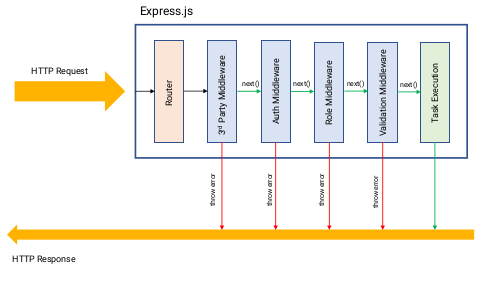 Express.js
HTTP Request
Router
3rd Party Middleware
next()
Auth Middleware
next()
Role Middleware
next()
Validation Middleware
next()
Task Execution
throw error
throw error
throw error
throw error
HTTP Response